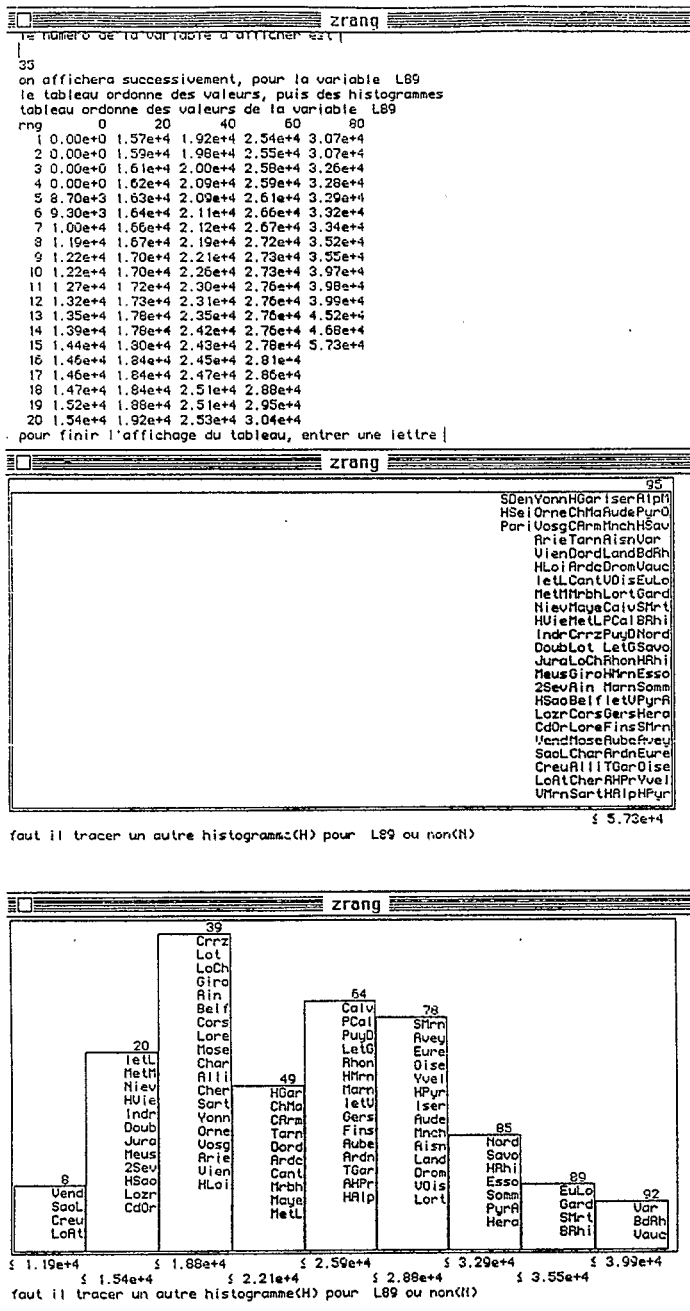 zrang
le numero de la variable a afficher est
35
on affichera successivement, pour la variable L89
le tableau ordonne des valeurs, puis des histogrammes
tableau ordonne des valeurs de la variable L89
rng 0 20 40 60 80
1 0.00e+0 1.57e+4 1.92e+4 2.54e+4 3.07e+4
2 0.00e+0 1.59e+4 1.98e+4 2.55e+4 3.07e+4
3 0.00e+0 1.61e+4 2.00e+4 2.58e+4 3.26e+4
4 0.00e+0 1.62e+4 2.09e+4 2.59e+4 3.28e+4
5 8.70e+3 1.63e+4 2.09e+4 2.61e+4 3.29e+4
6 9.30e+3 1.64e+4 2.11e+4 2.66e+4 3.32e+4
7 1.00e+4 1.66e+4 2.12e+4 2.67e+4 3.34e+4
8 1.19e+4 1.67e+4 2.19e+4 2.72e+4 3.52e+4
9 1.22e+4 1.70e+4 2.21e+4 2.73e+4 3.55e+4
10 1.22e+4 1.70e+4 2.26e+4 2.73e+4 3.97e+4
11 1.27e+4 1.72e+4 2.30e+4 2.76e+4 3.98e+4
12 1.32e+4 1.73e+4 2.31e+4 2.76e+4 3.99e+4
13 1.35e+4 1.78e+4 2.35e+4 2.76e+4 4.52e+4
14 1.39e+4 1.78e+4 2.42e+4 2.76e+4 4.68e+4
15 1.44e+4 1.80e+4 2.43e+4 2.78e+4 5.73e+4
16 1.46e+4 1.84e+4 2.45e+4 2.81e+4
17 1.46e+4 1.84e+4 2.47e+4 2.86e+4
18 1.47e+4 1.84e+4 2.51e+4 2.88e+4
19 1.52e+4 1.88e+4 2.51e+4 2.95e+4
20 1.54e+4 1.92e+4 2.53e+4 3.04e+4
pour finir l'affichage du tableau, entrer une lettre
zrang
95
SDenYonnHGarIserAlpM
HSeiOrneChMaAudePyrO
PariVosgCArmMnchHSav
ArieTarnAisnVar
VienDordLandBdRh
HLoiArdcDromVauc
IetLCantVOisEuLo
MetMMrbhLortGard
NievMayeCalvSMrt
HVieMetLPCalBRhi
IndrCrrzPuyDNord
DoubLot LetGSavo
JuraLoChRhonHRhi
MeusGiroHMrnEsso
2SevAin MarnSomm
HSaoBelfIetVPyrA
LozrCorsGersHera
CdOrLoreFinsSMrn
VendMoseAubeAvey
SaoLCharArdnEure
CreuAlliTGarOise
LoAtCherAHPrYvel
VMrnSartHAlpHPyr
≤ 5.73e+4
faut il tracer un autre histogramme(H) pour L89 ou non(N)
zrang
39
Crrz
Lot
LoCh
Giro
Ain
Belf
Cors
Lore
Mose
Char
Alli
Cher
Sart
Yonn
Orne
Vosg
Arie
Vien
HLoi
64
Calv
PCal
PuyD
LetG
Rhon
HMrn
Marn
IetV
Gers
Fins
Aube
Ardn
TGar
AHPr
HAlp
78
SMrn
Avey
Eure
Oise
Yvel
HPyr
Iser
Aude
Mnch
Aisn
Land
Drom
VOis
Lort
20
IetL
MetM
Niev
HVie
Indr
Doub
Jura
Meus
2Sev
HSao
Lozr
CdOr
49
HGar
ChMa
CArm
Tarn
Dord
Ardc
Cant
Mrbh
Maye
MetL
85
Nord
Savo
HRhi
Esso
Somm
PyrA
Hera
8
Vend
SaoL
Creu
LoAt
89
EuLo
Gard
SMrt
BRhi
92
Var
BdRh
Vauc
≤ 1.19e+4 ≤ 1.88e+4 ≤ 2.59e+4 ≤ 3.29e+4 ≤ 3.99e+4
≤ 1.54e+4 ≤ 2.21e+4 ≤ 2.88e+4 ≤ 3.55e+4
faut il tracer un autre histogramme(H) pour L89 ou non(N)